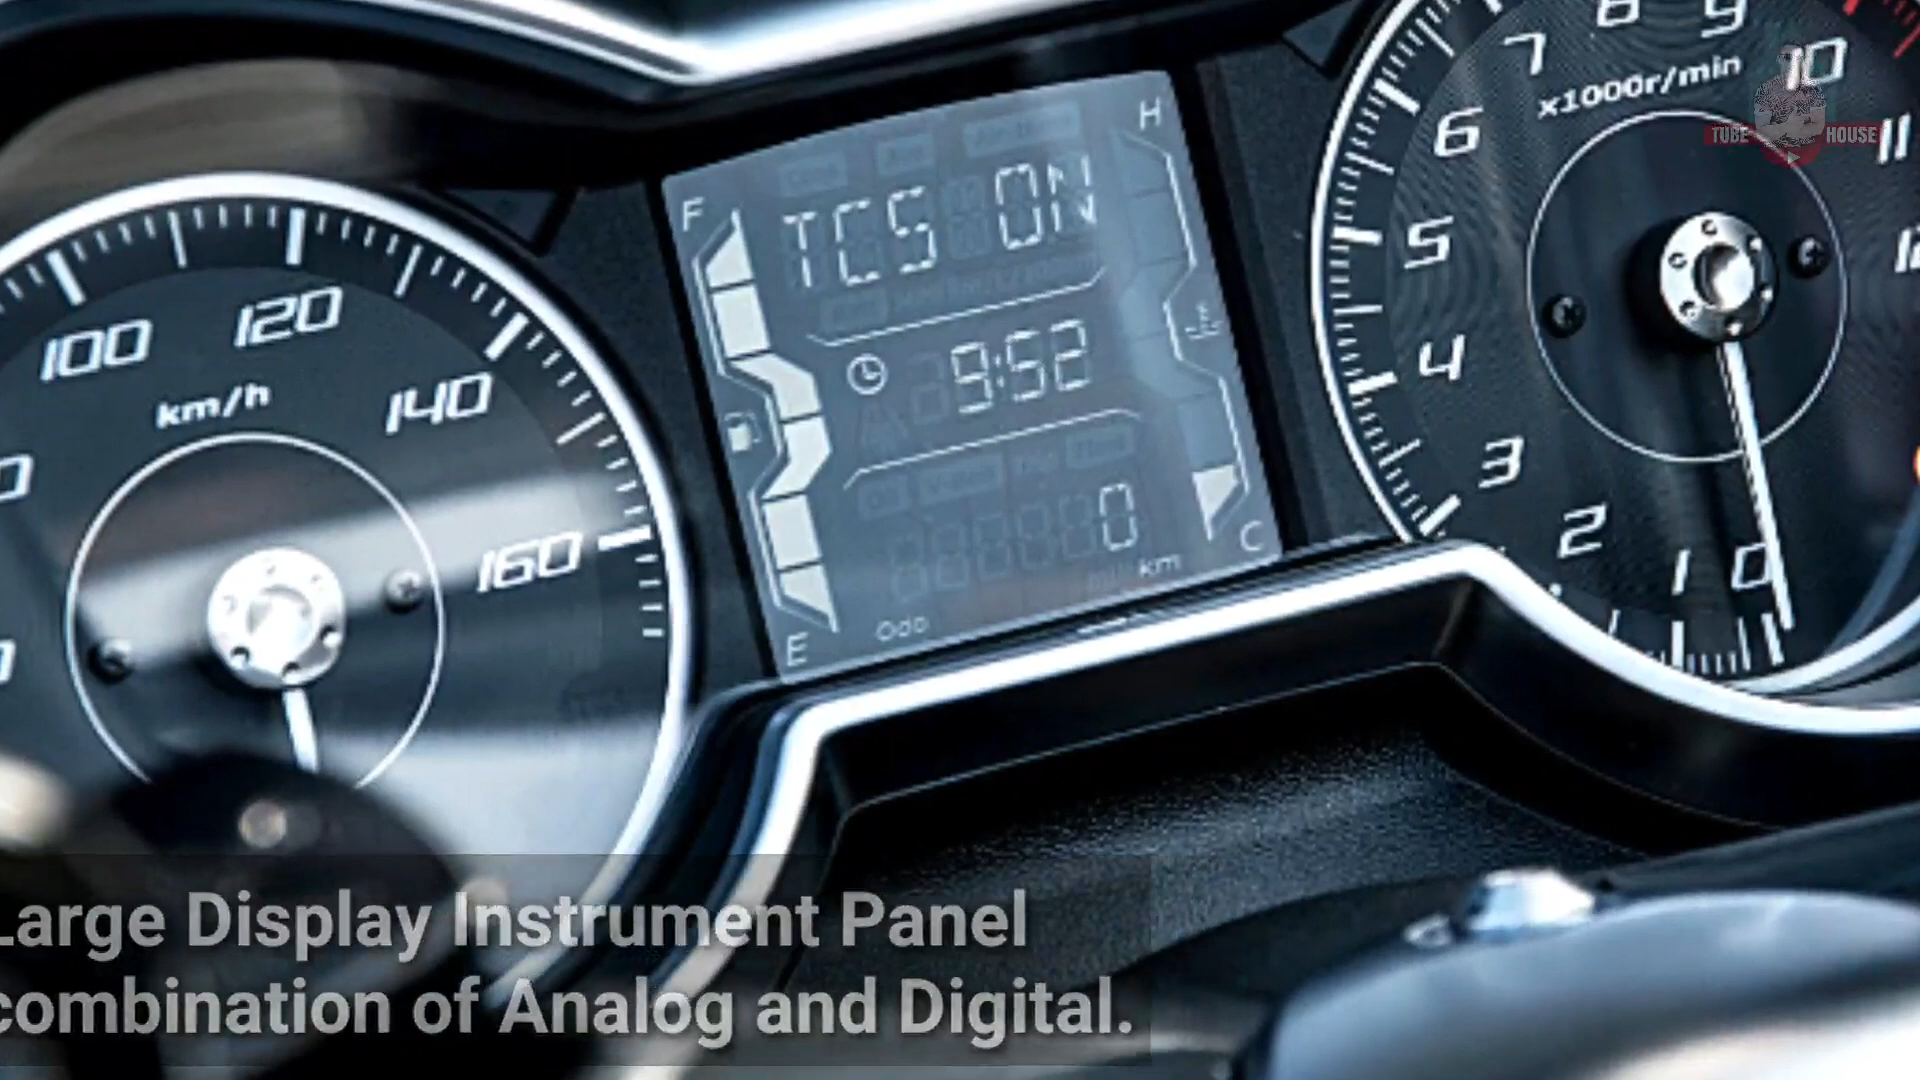 7 8 9 10
x1000r/min
6
11
5
4
3
2
1 0
TUBE HOUSE
H
F
TCS ON
9:52
0
km
C
E
Odo
100 120 140 160
km/h
Large Display Instrument Panel
combination of Analog and Digital.